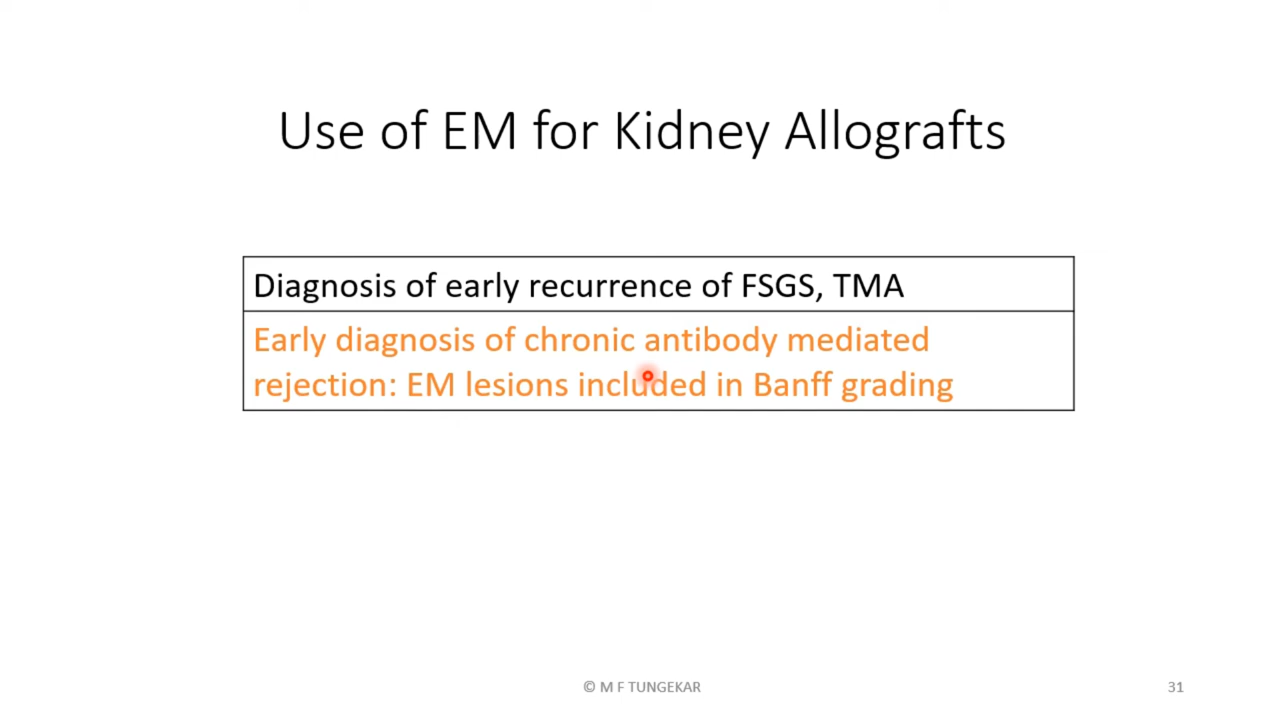 Use of EM for Kidney Allografts
Diagnosis of early recurrence of FSGS, TMA
Early diagnosis of chronic antibody mediated
rejection: EM lesions included in Banff grading
© M F TUNGEKAR
31